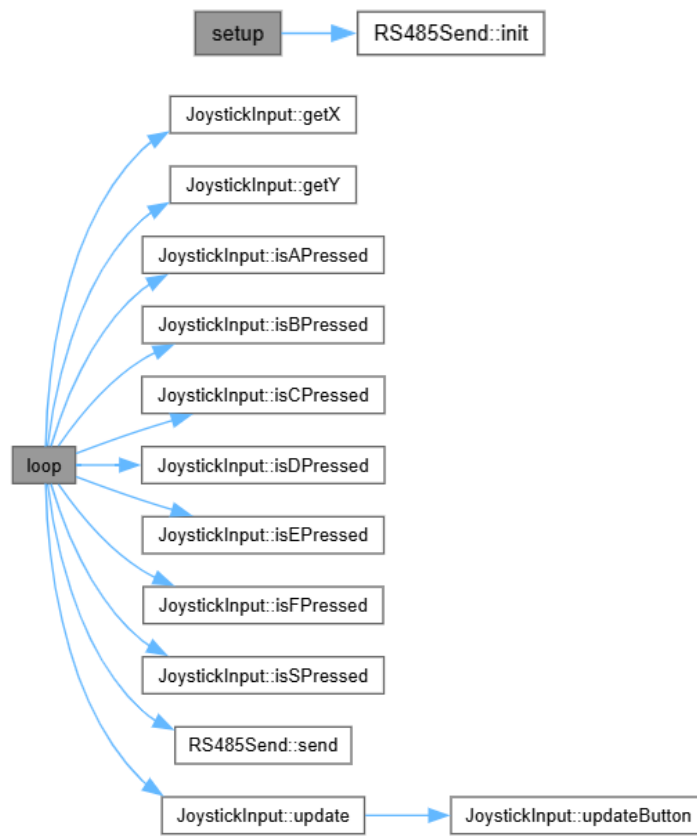 setup
RS485Send::init
JoystickInput::getX
JoystickInput::getY
JoystickInput::isAPressed
JoystickInput::isBPressed
JoystickInput::isCPressed
loop
JoystickInput::isDPressed
JoystickInput::isEPressed
JoystickInput::isFPressed
JoystickInput::isSPressed
RS485Send::send
JoystickInput::update
JoystickInput::updateButton